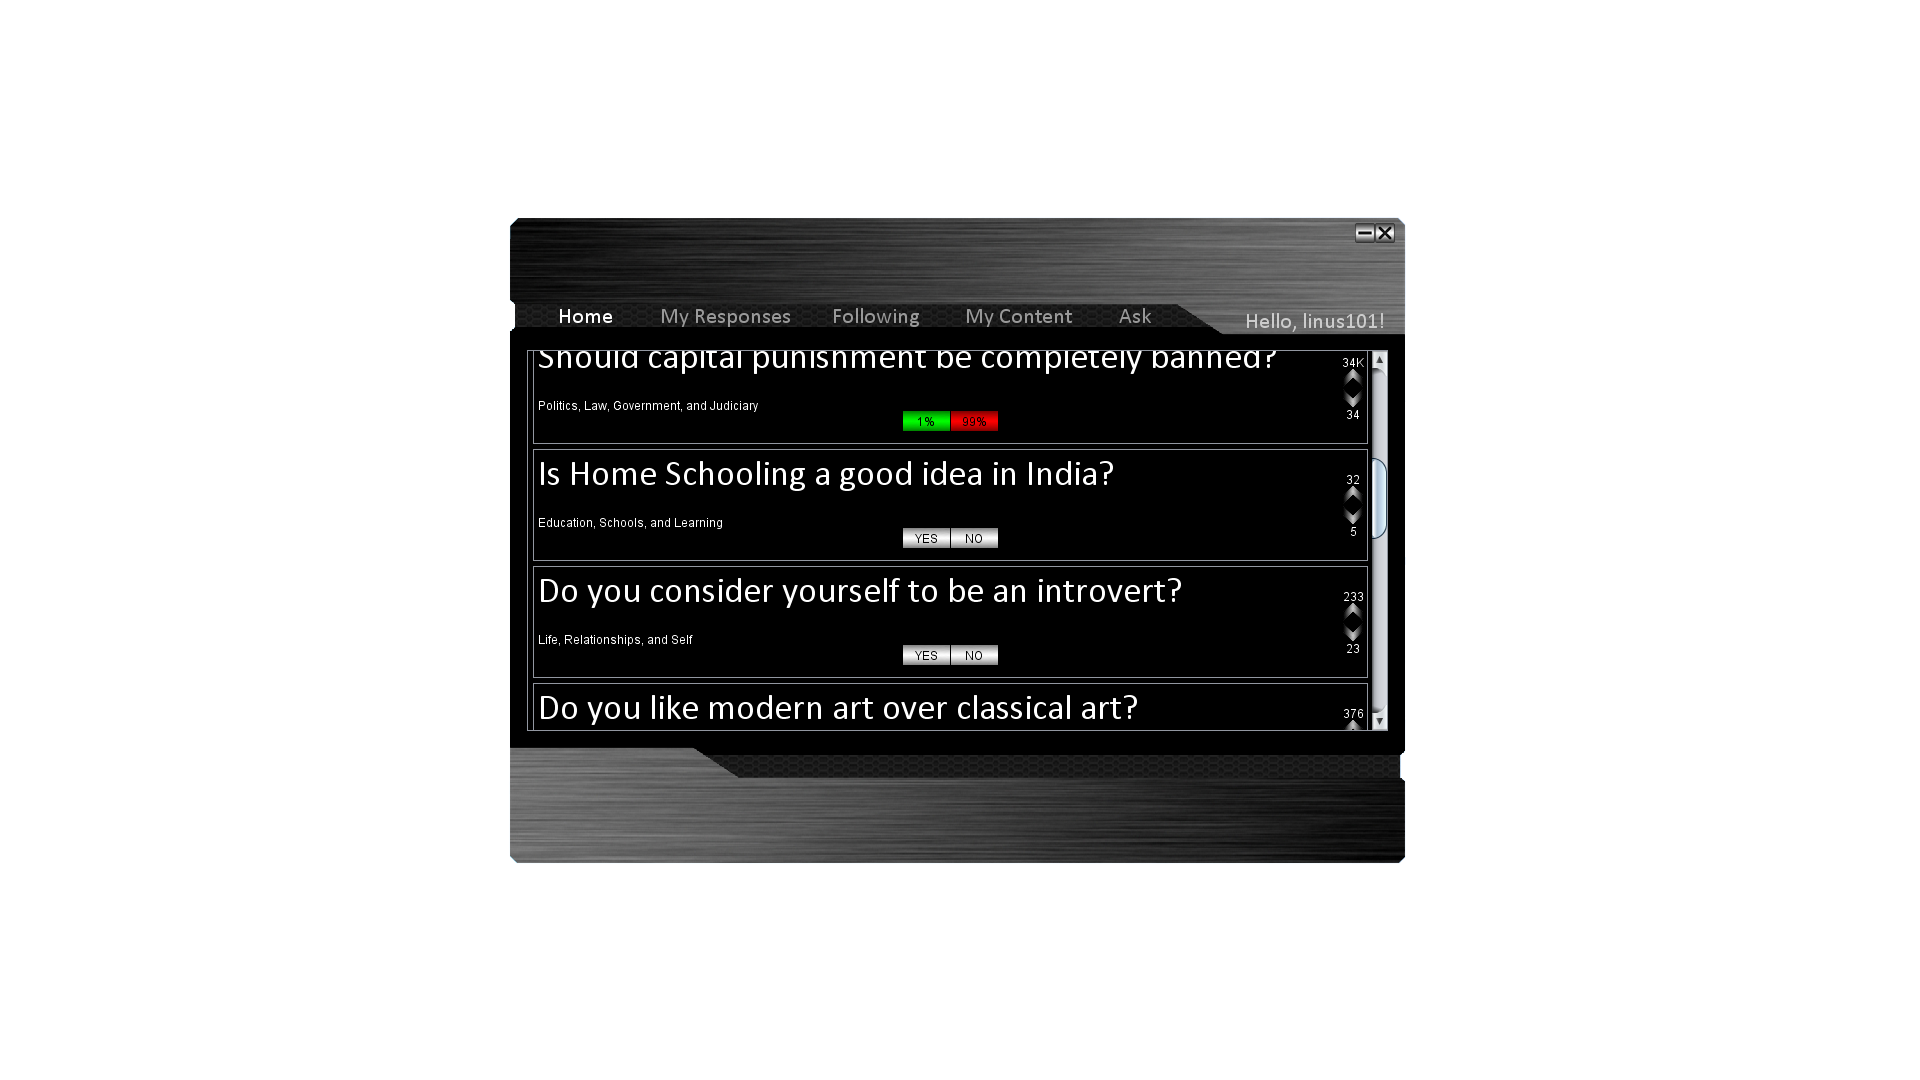 Home My Responses Following My Content Ask Hello, linus101!
Should capital punishment be completely banned?
34K
Politics, Law, Government, and Judiciary
34
1% 99%
Is Home Schooling a good idea in India?
32
Education, Schools, and Learning
5
YES NO
Do you consider yourself to be an introvert?
233
Life, Relationships, and Self
23
YES NO
Do you like modern art over classical art?
376